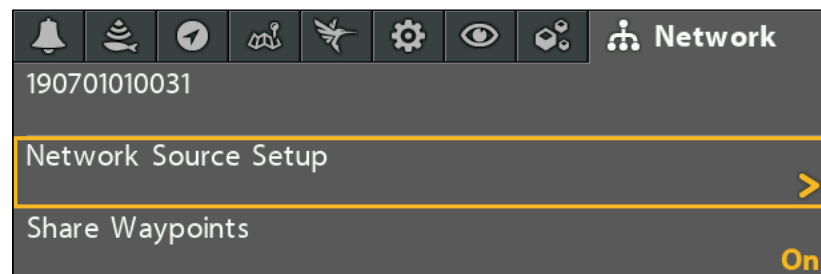 Network
190701010031
Network Source Setup
Share Waypoints
On